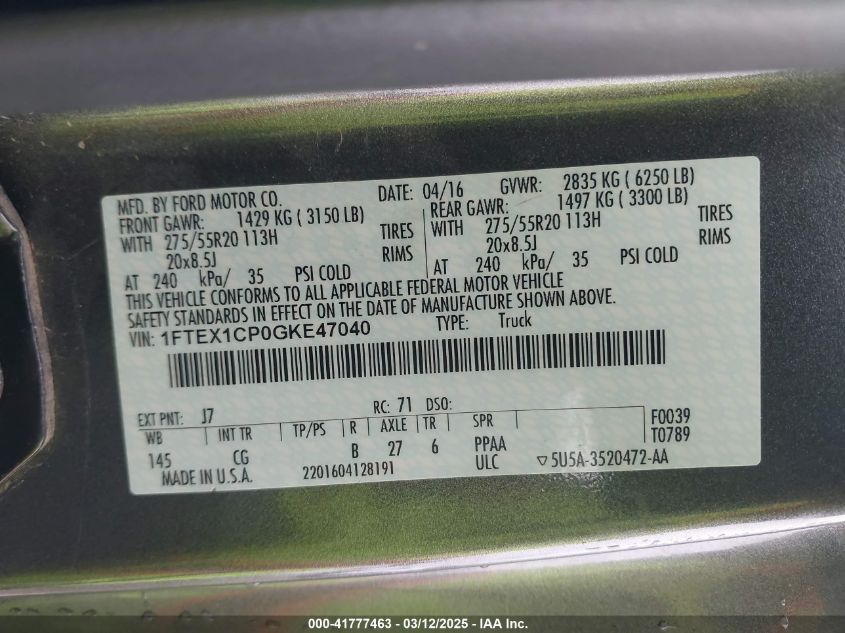 MFD. BY FORD MOTOR CO. DATE: 04/16 GVWR: 2835 KG ( 6250 LB)
FRONT GAWR: 1429 KG ( 3150 LB) REAR GAWR: 1497 KG ( 3300 LB)
WITH 275/55R20 113H TIRES WITH 275/55R20 113H TIRES
20x8.5J RIMS 20x8.5J RIMS
AT 240 kPa/ 35 PSI COLD AT 240 kPa/ 35 PSI COLD
THIS VEHICLE CONFORMS TO ALL APPLICABLE FEDERAL MOTOR VEHICLE
SAFETY STANDARDS IN EFFECT ON THE DATE OF MANUFACTURE SHOWN ABOVE.
VIN: 1FTEX1CP0GKE47040 TYPE: Truck
EXT PNT: J7 RC: 71 DSO: F0039
WB INT TR TP/PS R AXLE TR SPR T0789
145 CG B 27 6 PPAA
MADE IN U.S.A. 2201604128191 ULC ▽5U5A-3520472-AA
000-41777463 - 03/12/2025 - IAA Inc.